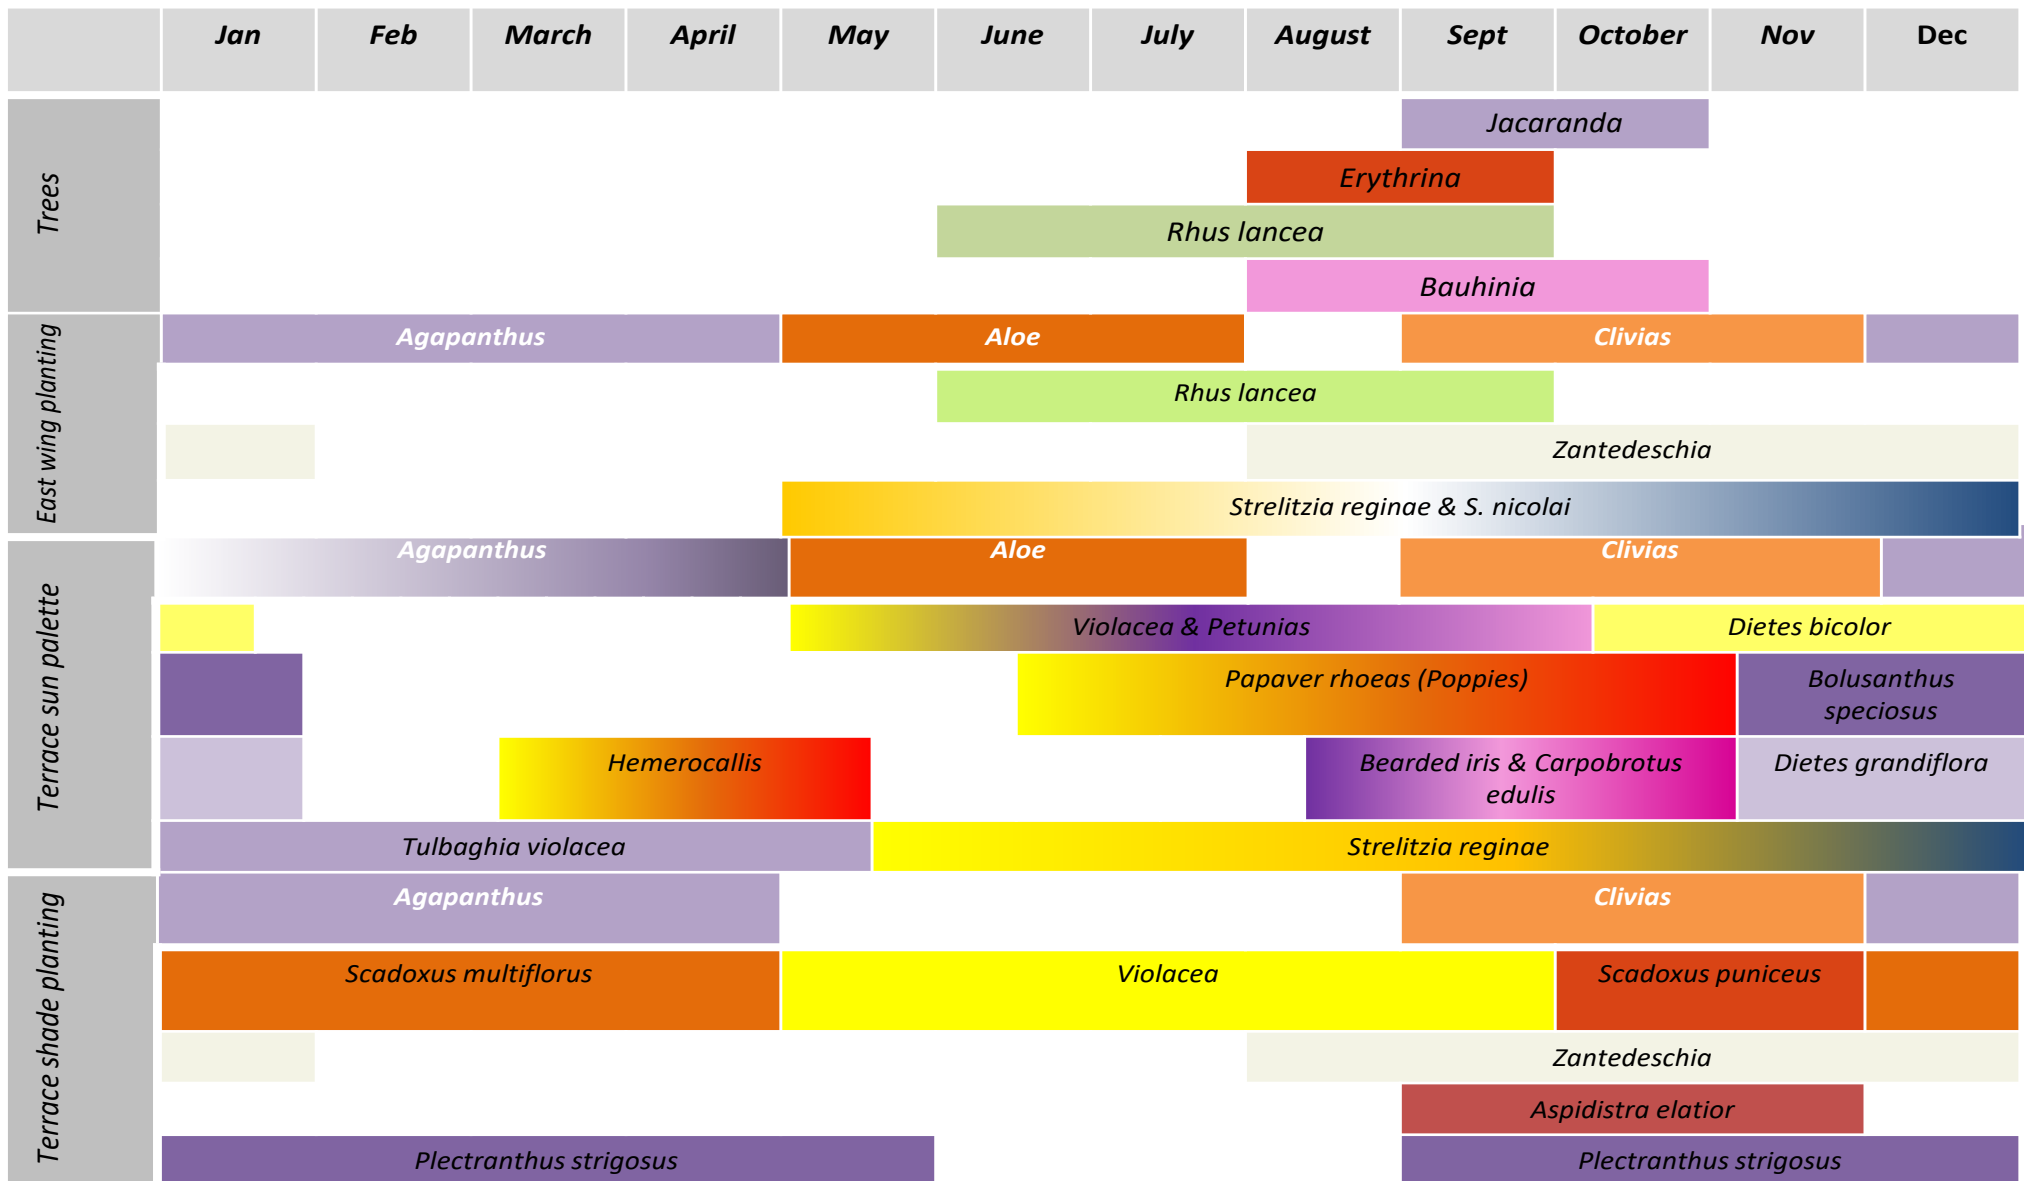 Jan Feb March April May June July August Sept October Nov Dec
Trees
Jacaranda
Erythrina
Rhus lancea
Bauhinia
East wing planting
Agapanthus Aloe Clivias
Rhus lancea
Zantedeschia
Strelitzia reginae & S. nicolai
Terrace sun palette
Agapanthus Aloe Clivias
Violacea & Petunias Dietes bicolor
Papaver rhoeas (Poppies) Bolusanthus
speciosus
Hemerocallis Bearded iris & Carpobrotus
edulis
Dietes grandiflora
Tulbaghia violacea Strelitzia reginae
Terrace shade planting
Agapanthus Clivias
Scadoxus multiflorus Violacea Scadoxus puniceus
Zantedeschia
Aspidistra elatior
Plectranthus strigosus Plectranthus strigosus